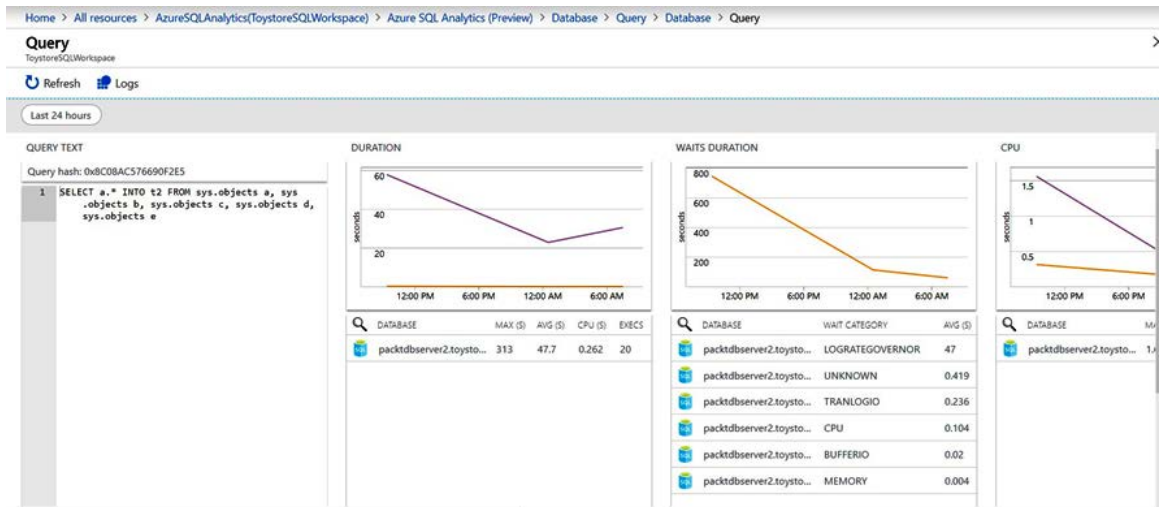 Home > All resources > AzureSQLAnalytics(ToystoreSQLWorkspace) > Azure SQL Analytics (Preview) > Database > Query > Database > Query
Query
ToystoreSQLWorkspace
Refresh Logs
Last 24 hours
QUERY TEXT
Query hash: 0x8C08AC576690F2E5
1 SELECT a.* INTO t2 FROM sys.objects a, sys
.objects b, sys.objects c, sys.objects d,
sys.objects e
DURATION
60
40
20
seconds
12:00 PM 6:00 PM 12:00 AM 6:00 AM
DATABASE MAX (S) AVG (S) CPU (S) EXECS
packtdbserver2.toysto... 313 47.7 0.262 20
WAITS DURATION
800
600
400
200
seconds
12:00 PM 6:00 PM 12:00 AM 6:00 AM
DATABASE WAIT CATEGORY AVG (S)
packtdbserver2.toysto... LOGRATEGOVERNOR 47
packtdbserver2.toysto... UNKNOWN 0.419
packtdbserver2.toysto... TRANLOGIO 0.236
packtdbserver2.toysto... CPU 0.104
packtdbserver2.toysto... BUFFERIO 0.02
packtdbserver2.toysto... MEMORY 0.004
CPU
1.5
1
0.5
seconds
12:00 PM 6:00 PM
DATABASE
packtdbserver2.toysto...